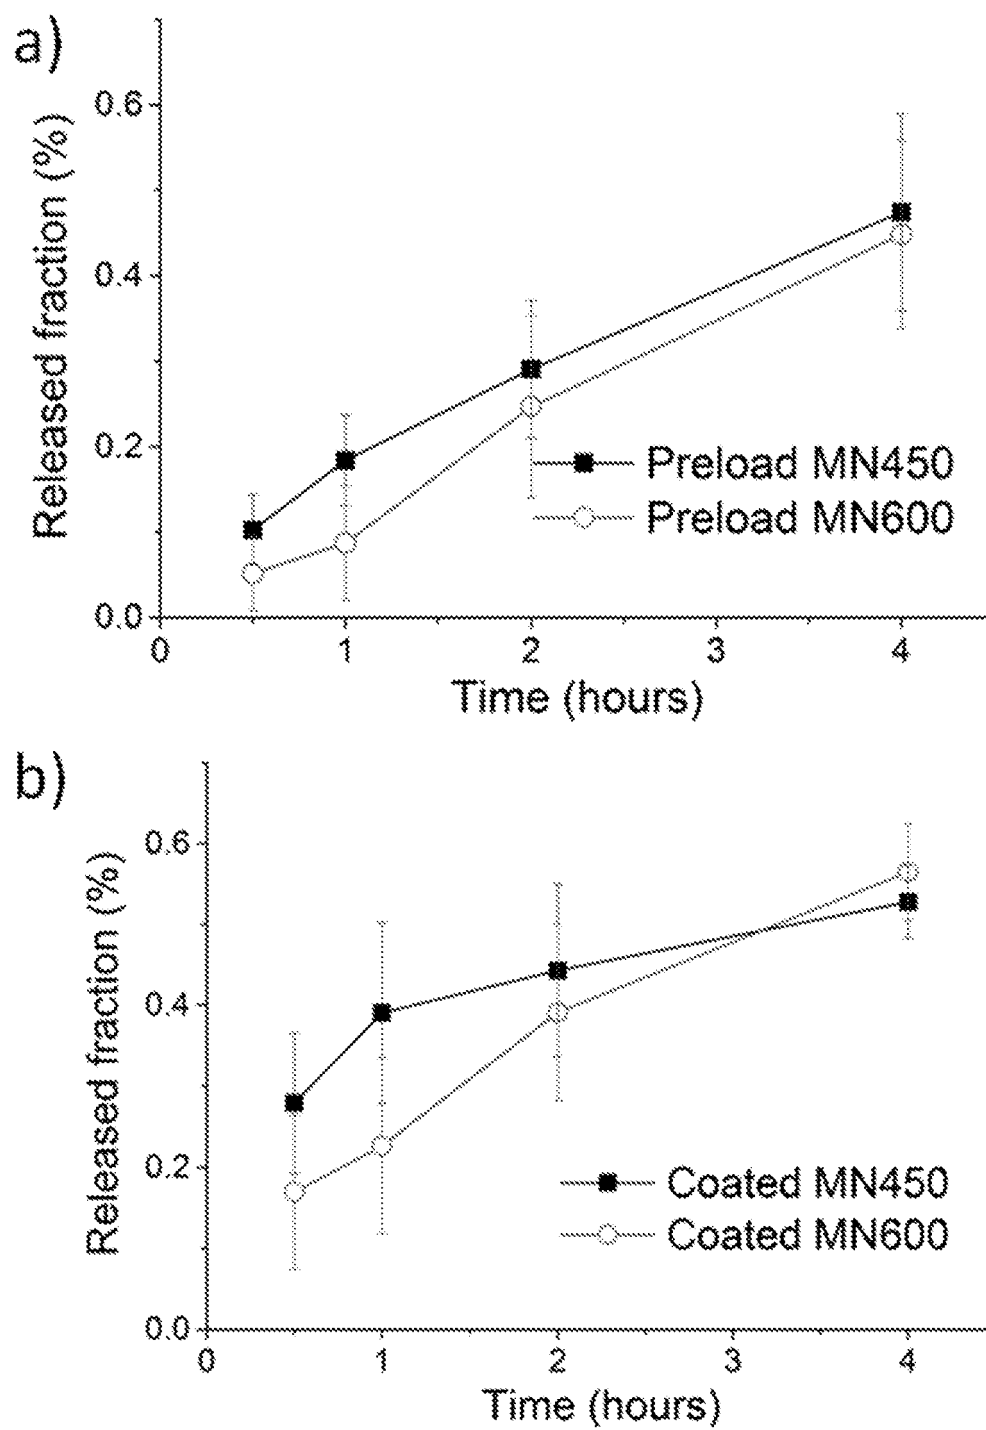 a)
Released fraction (%)
0.6
0.4
0.2
0.0
Preload MN450
Preload MN600
0 1 2 3 4
Time (hours)
b)
Released fraction (%)
0.6
0.4
0.2
0.0
Coated MN450
Coated MN600
0 1 2 3 4
Time (hours)